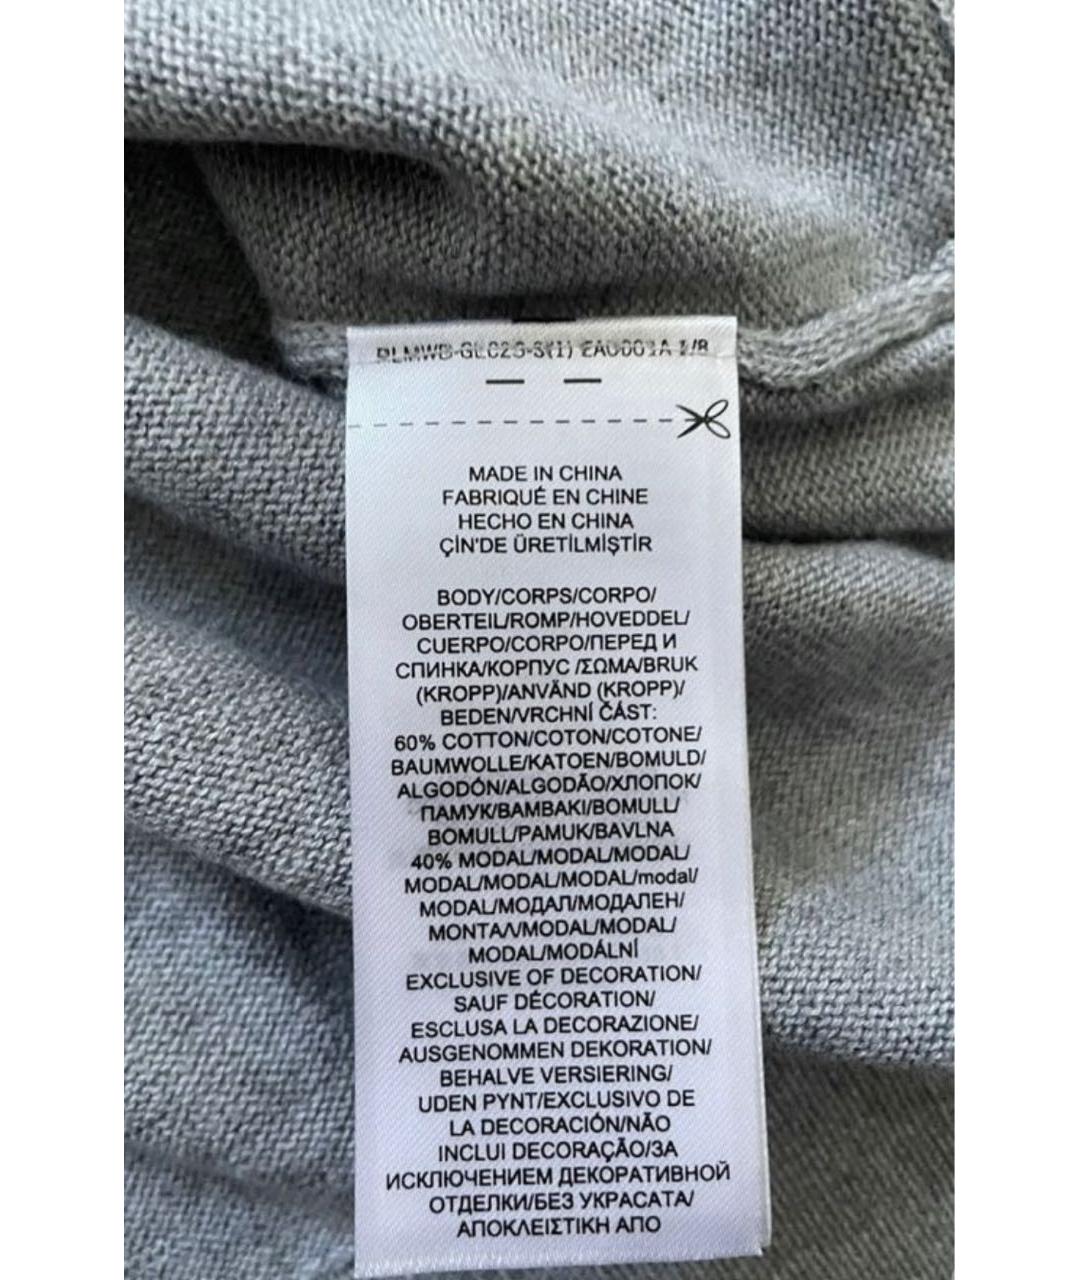 MADE IN CHINA
FABRIQUÉ EN CHINE
HECHO EN CHINA
ÇİN'DE ÜRETİLMİŞTİR
BODY/CORPS/CORPO/
OBERTEIL/ROMP/HOVEDDEL/
CUERPO/CORPO/ПЕРЕД И
СПИНКА/КОРПУС /ΣΩΜΑ/BRUK
(KROPP)/ANVÄND (KROPP)/
BEDEN/VRCHNÍ ČÁST:
60% COTTON/COTON/COTONE/
BAUMWOLLE/KATOEN/BOMULD/
ALGODÓN/ALGODÃO/ХЛОПОК/
ПАМУК/ΒΑΜΒΑΚΙ/BOMULL/
BOMULL/PAMUK/BAVLNA
40% MODAL/MODAL/MODAL/
MODAL/MODAL/MODAL/modal/
MODAL/МОДАЛ/МОДАЛЕН/
ΜΟΝΤΑΛ/MODAL/MODAL/
MODAL/MODÁLNÍ
EXCLUSIVE OF DECORATION/
SAUF DÉCORATION/
ESCLUSA LA DECORAZIONE/
AUSGENOMMEN DEKORATION/
BEHALVE VERSIERING/
UDEN PYNT/EXCLUSIVO DE
LA DECORACIÓN/NÃO
INCLUI DECORAÇÃO/ЗА
ИСКЛЮЧЕНИЕМ ДЕКОРАТИВНОЙ
ОТДЕЛКИ/БЕЗ УКРАСАТА/
ΑΠΟΚΛΕΙΣΤΙΚΗ ΑΠΟ